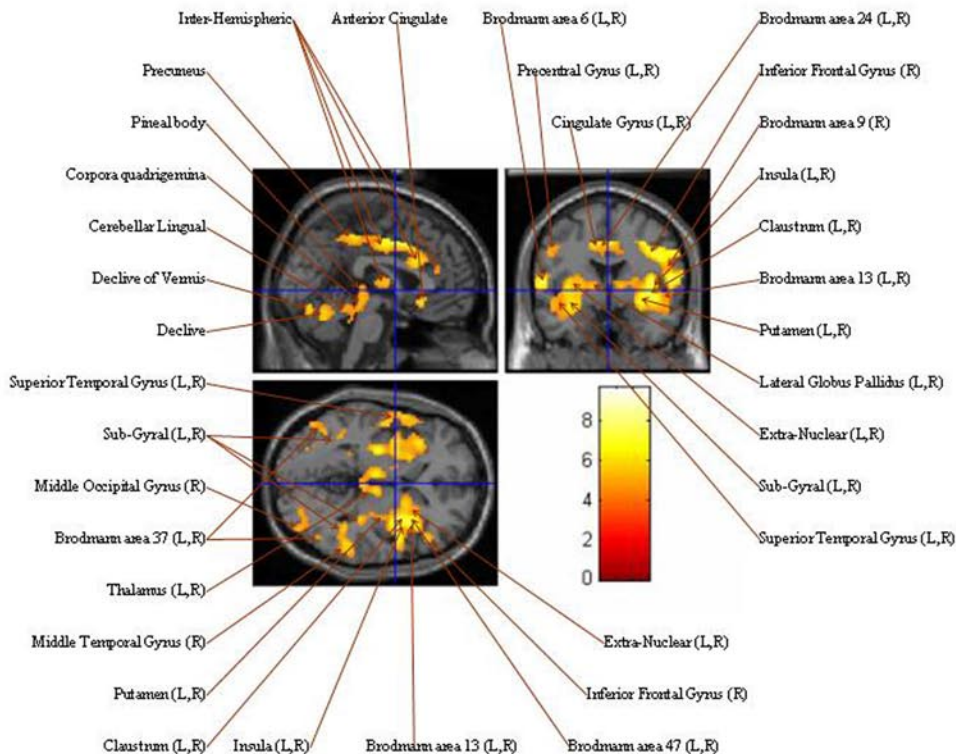 Inter-Hemispheric
Anterior Cingulate
Brodmann area 6 (L,R)
Brodmann area 24 (L,R)
Precuneus
Precentral Gyrus (L,R)
Inferior Frontal Gyrus (R)
Pineal body
Cingulate Gyrus (L,R)
Brodmann area 9 (R)
Corpora quadrigemina
Insula (L,R)
Cerebellar Lingual
Claustrum (L,R)
Declive of Vermis
Brodmann area 13 (L,R)
Declive
Putamen (L,R)
Superior Temporal Gyrus (L,R)
Lateral Globus Pallidus (L,R)
8
Sub-Gyral (L,R)
Extra-Nuclear (L,R)
6
Middle Occipital Gyrus (R)
Sub-Gyral (L,R)
4
Brodmann area 37 (L,R)
Superior Temporal Gyrus (L,R)
2
0
Thalamus (L,R)
Middle Temporal Gyrus (R)
Extra-Nuclear (L,R)
Putamen (L,R)
Inferior Frontal Gyrus (R)
Claustrum (L,R)
Insula (L,R)
Brodmann area 13 (L,R)
Brodmann area 47 (L,R)